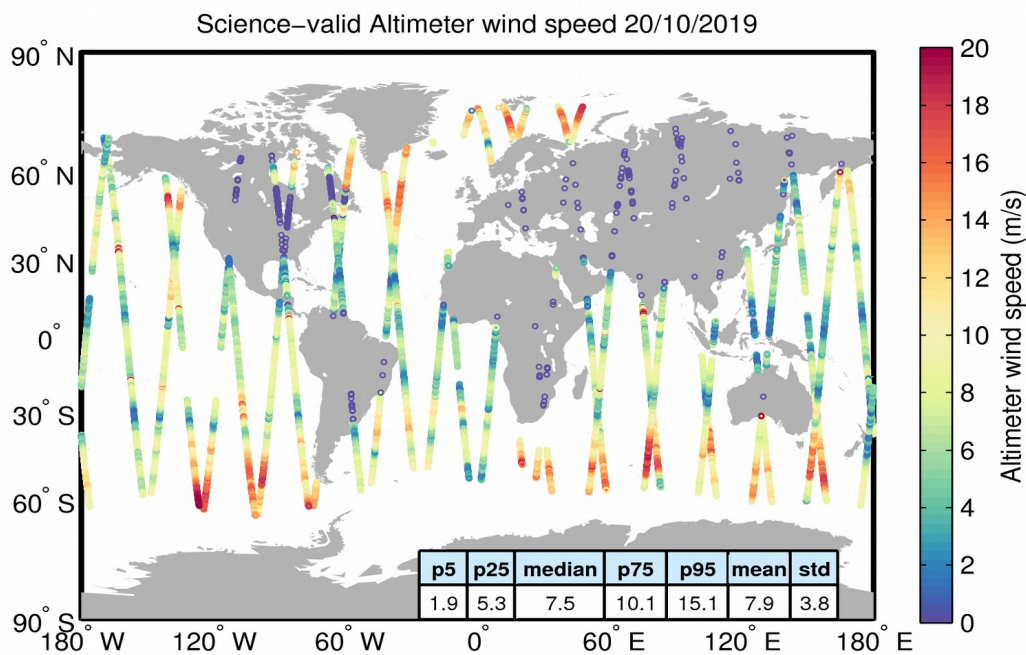 Science−valid Altimeter wind speed 20/10/2019
90° N
60° N
30° N
0°
30° S
60° S
90° S
180° W
120° W
60° W
0°
60° E
120° E
180° E
p5 p25 median p75 p95 mean std
1.9 5.3 7.5 10.1 15.1 7.9 3.8
20
18
16
14
12
10
8
6
4
2
0
Altimeter wind speed (m/s)